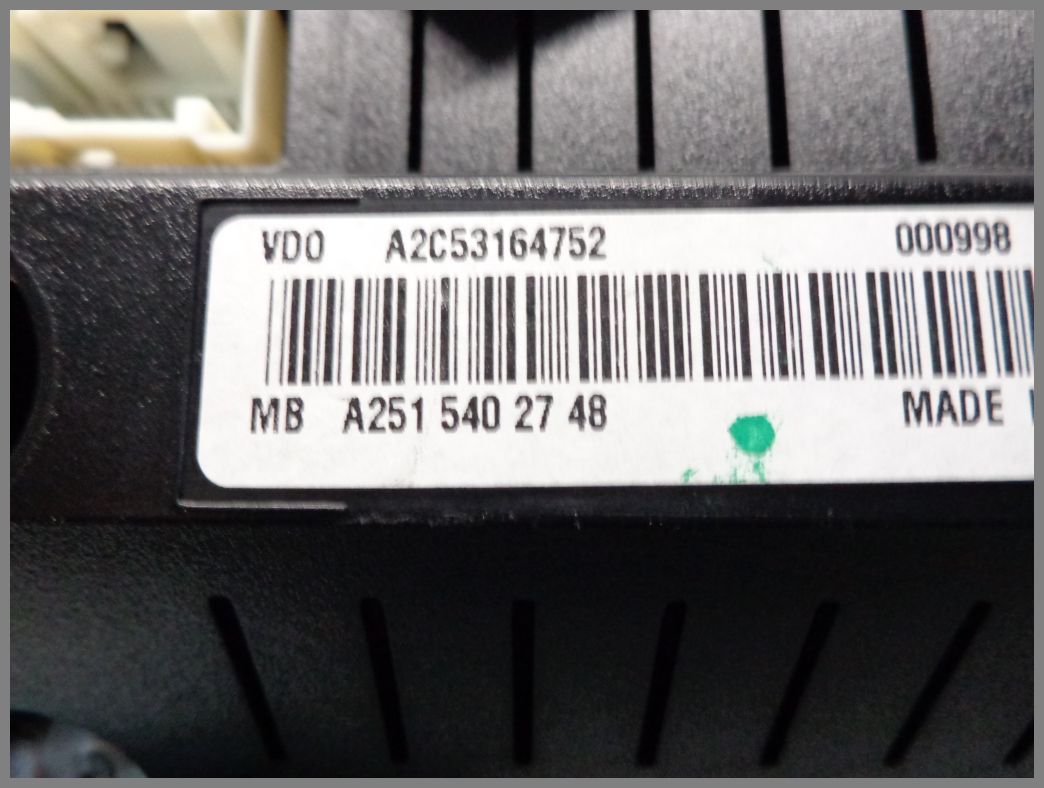 VDO A2C53164752 000998
MB A251 540 27 48 MADE